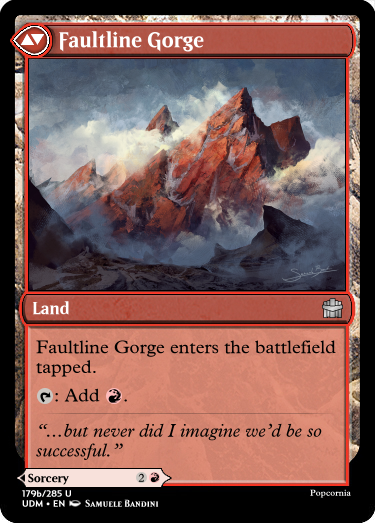 Faultline Gorge
Land
Faultline Gorge enters the battlefield
tapped.
: Add .
“…but never did I imagine we’d be so
successful.”
Sorcery 2
179b/285 U
Popcornia
UDM • EN Samuele Bandini